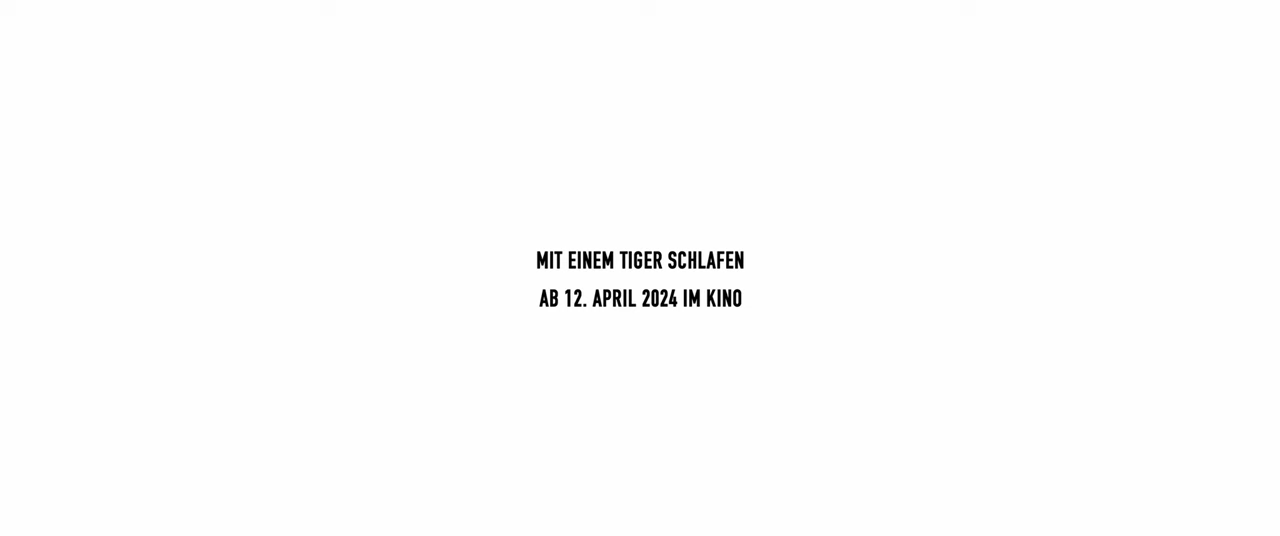 MIT EINEM TIGER SCHLAFEN
AB 12. APRIL 2024 IM KINO